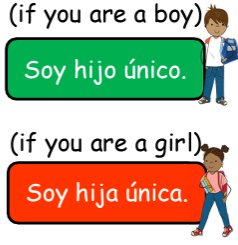 (if you are a boy)
Soy hijo único.
(if you are a girl)
Soy hija única.